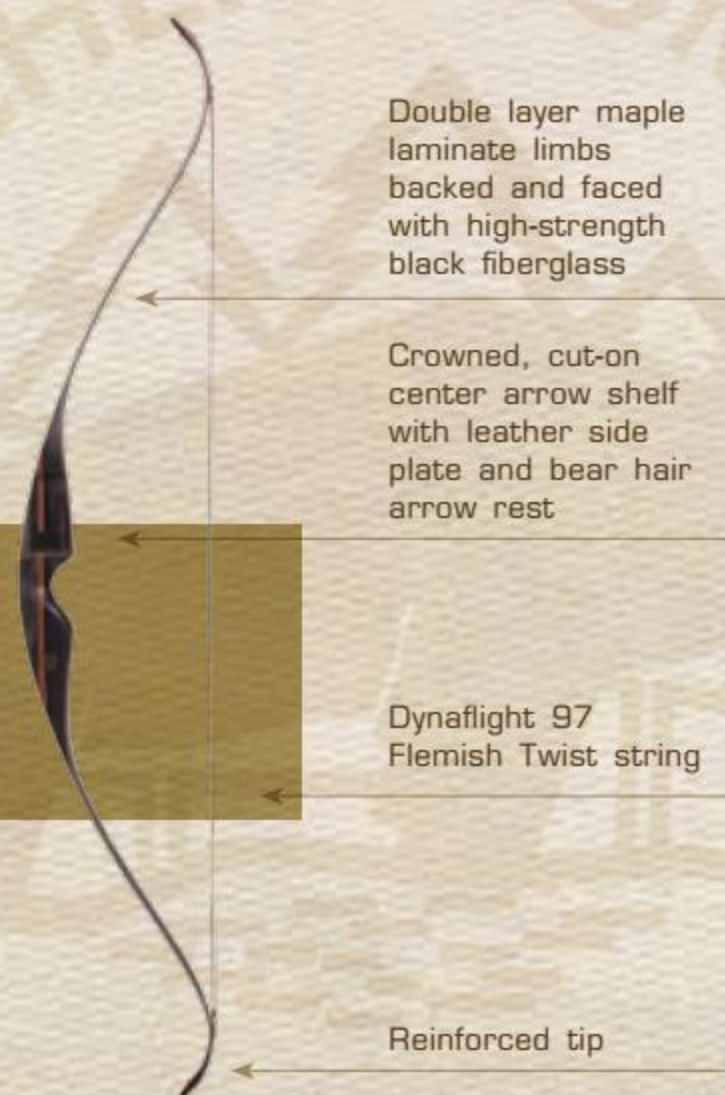 Double layer maple
laminate limbs
backed and faced
with high-strength
black fiberglass
Crowned, cut-on
center arrow shelf
with leather side
plate and bear hair
arrow rest
Dynaflight 97
Flemish Twist string
Reinforced tip